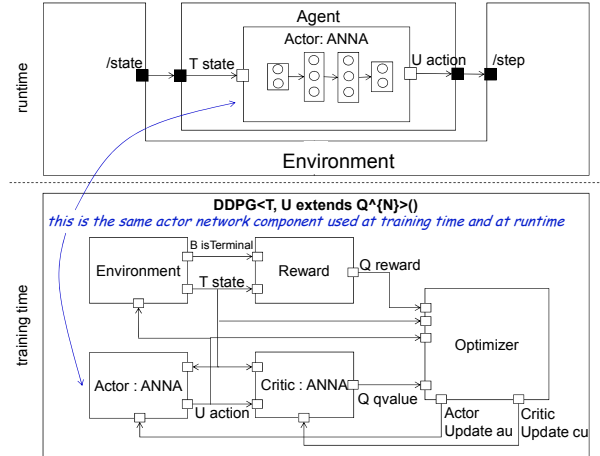 Agent
Actor: ANNA
/state
T state
U action
/step
runtime
Environment
DDPG<T, U extends Q^{N}>()
this is the same actor network component used at training time and at runtime
B isTerminal
Environment
Reward
Q reward
T state
training time
Optimizer
Actor : ANNA
Critic : ANNA
Q qvalue
U action
Actor
Update au
Critic
Update cu